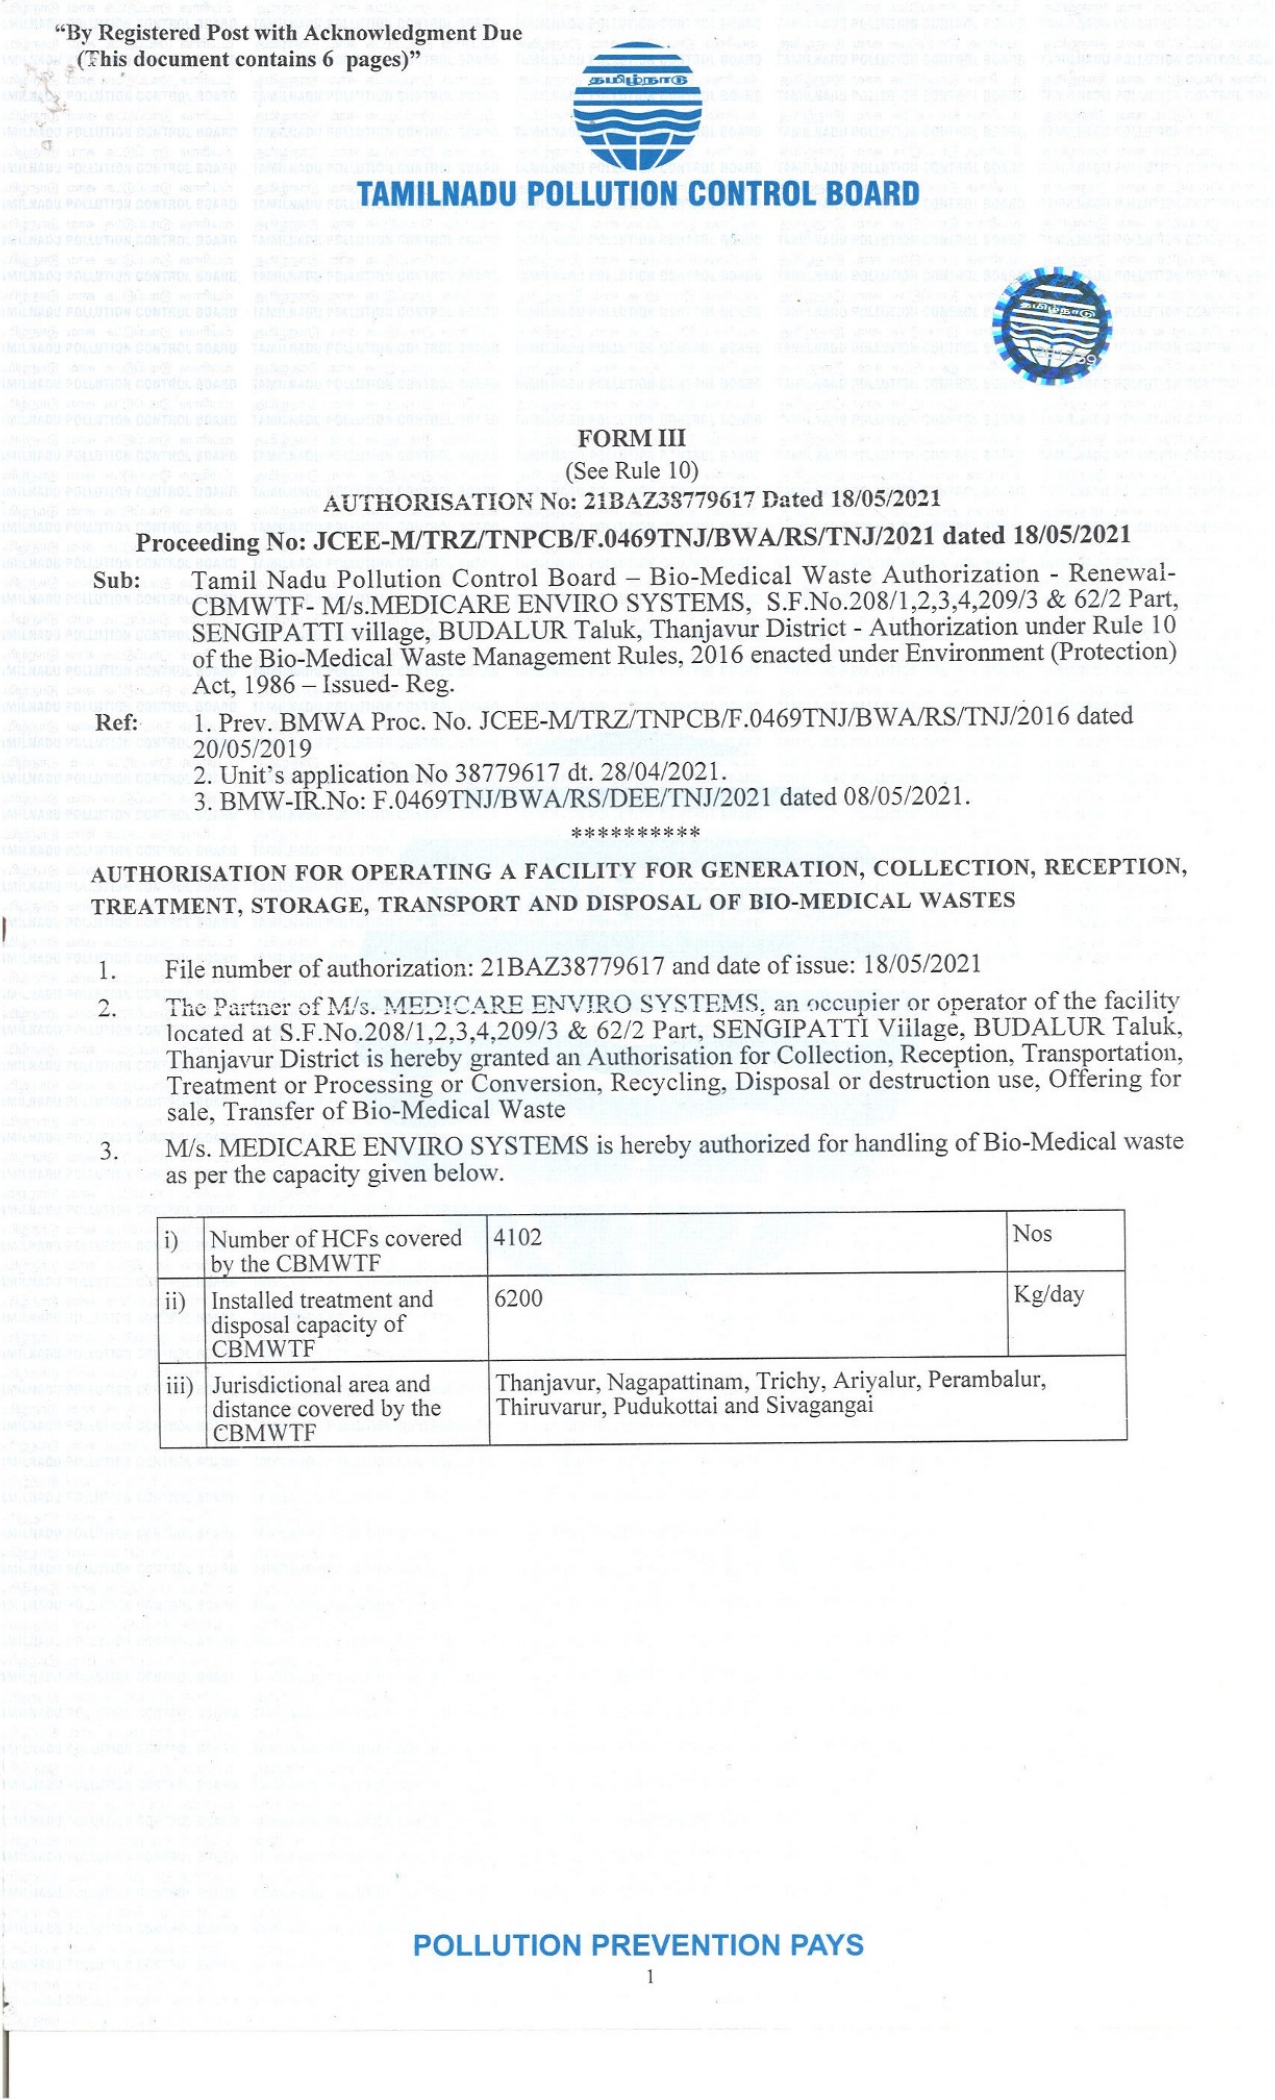 “By Registered Post with Acknowledgment Due
(This document contains 6 pages)”
தமிழ்நாடு
TAMILNADU POLLUTION CONTROL BOARD
தமிழ்நாடு
FORM III
(See Rule 10)
AUTHORISATION No: 21BAZ38779617 Dated 18/05/2021
Proceeding No: JCEE-M/TRZ/TNPCB/F.0469TNJ/BWA/RS/TNJ/2021 dated 18/05/2021
Sub: Tamil Nadu Pollution Control Board – Bio-Medical Waste Authorization - Renewal-
CBMWTF- M/s.MEDICARE ENVIRO SYSTEMS, S.F.No.208/1,2,3,4,209/3 & 62/2 Part,
SENGIPATTI village, BUDALUR Taluk, Thanjavur District - Authorization under Rule 10
of the Bio-Medical Waste Management Rules, 2016 enacted under Environment (Protection)
Act, 1986 – Issued- Reg.
Ref: 1. Prev. BMWA Proc. No. JCEE-M/TRZ/TNPCB/F.0469TNJ/BWA/RS/TNJ/2016 dated
20/05/2019
2. Unit’s application No 38779617 dt. 28/04/2021.
3. BMW-IR.No: F.0469TNJ/BWA/RS/DEE/TNJ/2021 dated 08/05/2021.
**********
AUTHORISATION FOR OPERATING A FACILITY FOR GENERATION, COLLECTION, RECEPTION,
TREATMENT, STORAGE, TRANSPORT AND DISPOSAL OF BIO-MEDICAL WASTES
1. File number of authorization: 21BAZ38779617 and date of issue: 18/05/2021
2. The Partner of M/s. MEDICARE ENVIRO SYSTEMS, an occupier or operator of the facility
located at S.F.No.208/1,2,3,4,209/3 & 62/2 Part, SENGIPATTI Viillage, BUDALUR Taluk,
Thanjavur District is hereby granted an Authorisation for Collection, Reception, Transportation,
Treatment or Processing or Conversion, Recycling, Disposal or destruction use, Offering for
sale, Transfer of Bio-Medical Waste
3. M/s. MEDICARE ENVIRO SYSTEMS is hereby authorized for handling of Bio-Medical waste
as per the capacity given below.
i) Number of HCFs covered 4102 Nos
by the CBMWTF
ii) Installed treatment and 6200 Kg/day
disposal capacity of
CBMWTF
iii) Jurisdictional area and Thanjavur, Nagapattinam, Trichy, Ariyalur, Perambalur,
distance covered by the Thiruvarur, Pudukottai and Sivagangai
CBMWTF
POLLUTION PREVENTION PAYS
1